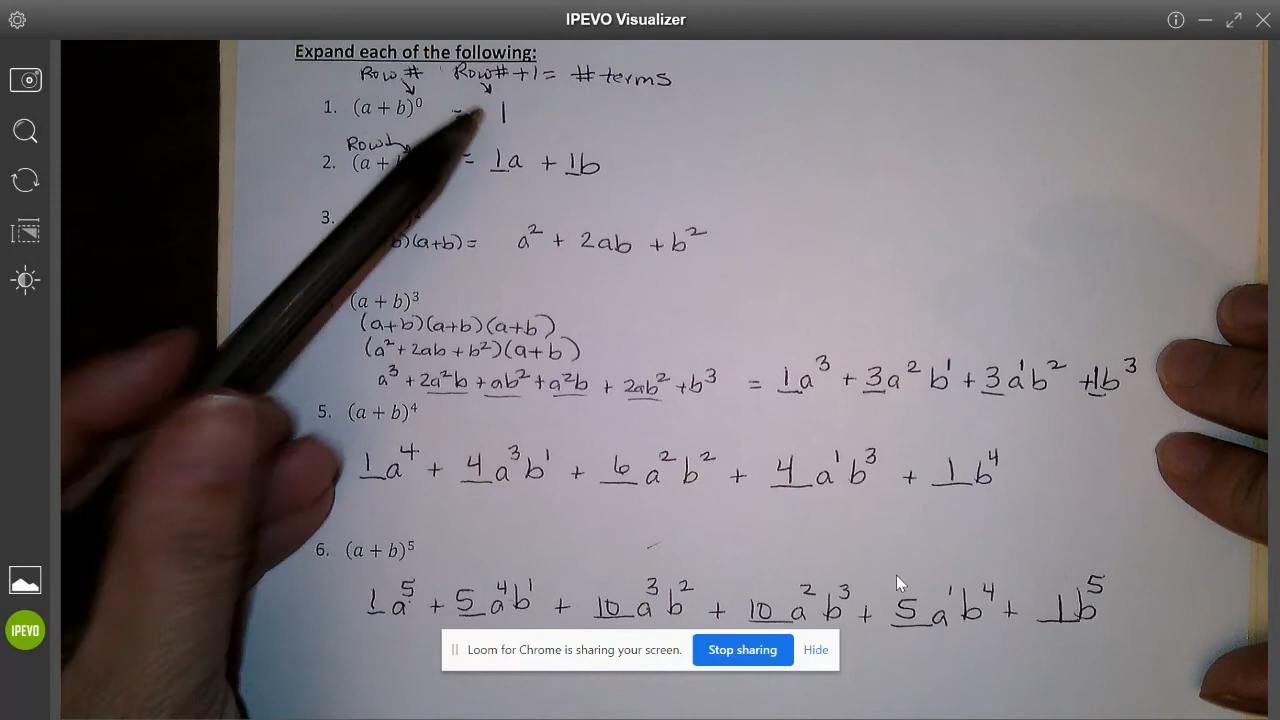 IPEVO Visualizer
Expand each of the following:
Row # Row # + 1 = # terms
1. (a + b)⁰ = 1
Row 1
2. (a + = 1a + 1b
3.
b)(a+b) = a² + 2ab + b²
(a + b)³
(a+b)(a+b)(a+b)
(a² + 2ab + b²)(a + b)
a³ + 2a²b + ab² + a²b + 2ab² + b³ = 1a³ + 3a²b¹ + 3a¹b² + 1b³
5. (a + b)⁴
1a⁴ + 4a³b¹ + 6a²b² + 4a¹b³ + 1b⁴
6. (a + b)⁵
1a⁵ + 5a⁴b¹ + 10a³b² + 10a²b³ + 5a¹b⁴ + 1b⁵
IPEVO
Loom for Chrome is sharing your screen. Stop sharing Hide